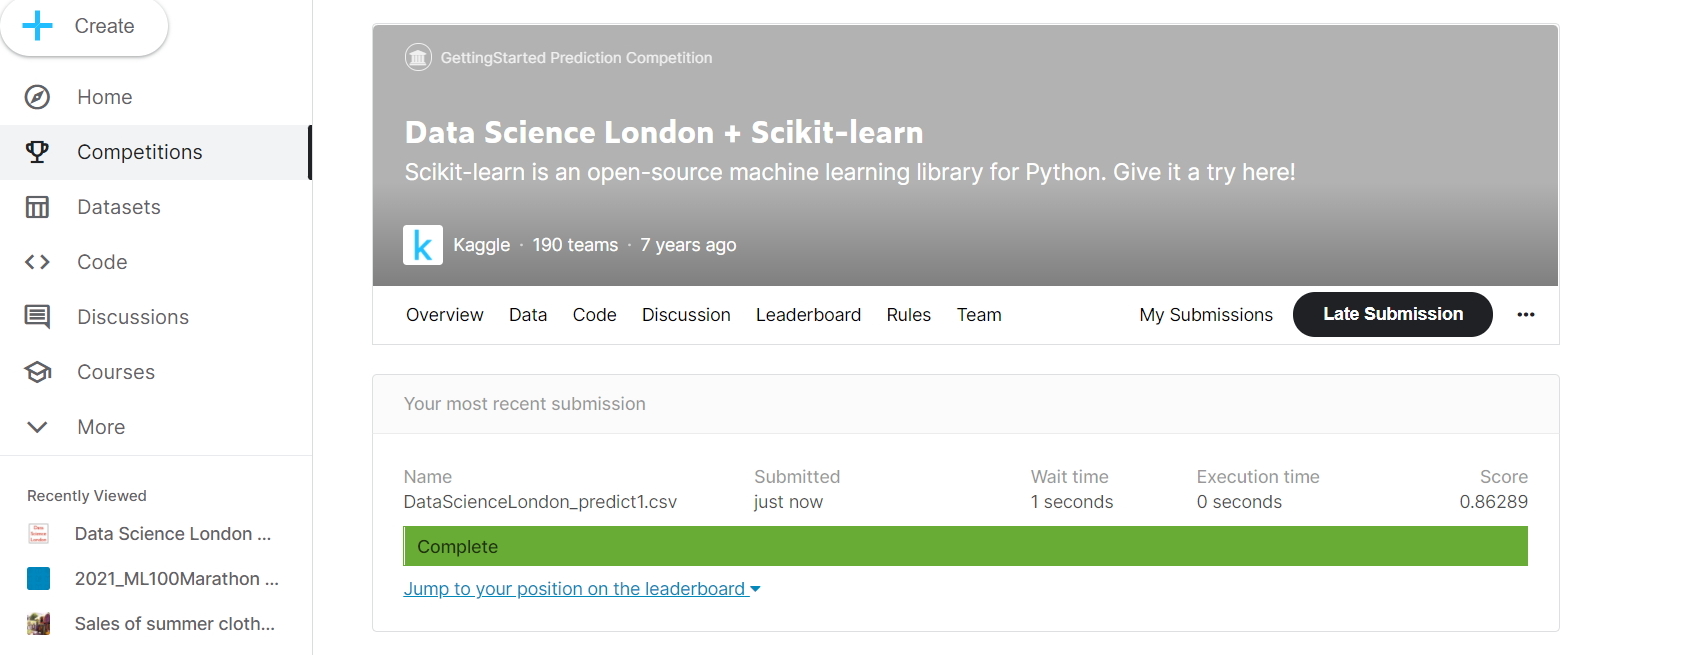 Create
Home
Competitions
Datasets
Code
Discussions
Courses
More
Recently Viewed
Data Science London ...
2021_ML100Marathon ...
Sales of summer cloth...
GettingStarted Prediction Competition
Data Science London + Scikit-learn
Scikit-learn is an open-source machine learning library for Python. Give it a try here!
k
Kaggle · 190 teams · 7 years ago
Overview Data Code Discussion Leaderboard Rules Team My Submissions Late Submission
Your most recent submission
Name Submitted Wait time Execution time Score
DataScienceLondon_predict1.csv just now 1 seconds 0 seconds 0.86289
Complete
Jump to your position on the leaderboard